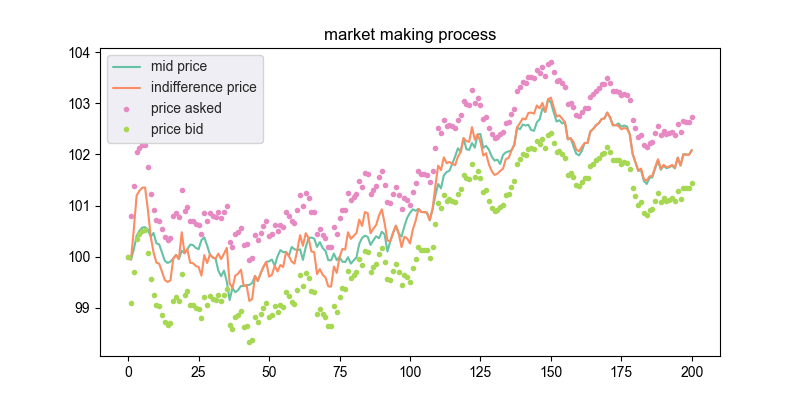 market making process
104
103
102
101
100
99
mid price
indifference price
price asked
price bid
0 25 50 75 100 125 150 175 200